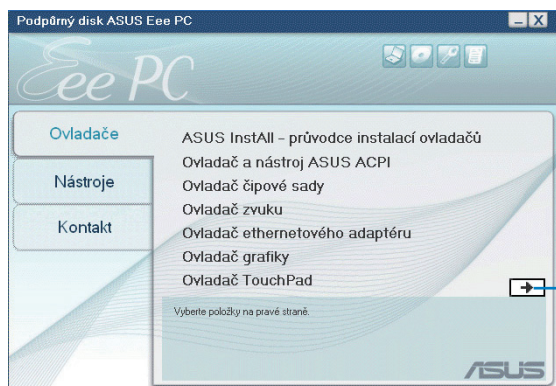 Podpůrný disk ASUS Eee PC
Eee PC
Ovladače
Nástroje
Kontakt
ASUS InstAll – průvodce instalací ovladačů
Ovladač a nástroj ASUS ACPI
Ovladač čipové sady
Ovladač zvuku
Ovladač ethernetového adaptéru
Ovladač grafiky
Ovladač TouchPad
Vyberte položky na pravé straně.
ASUS